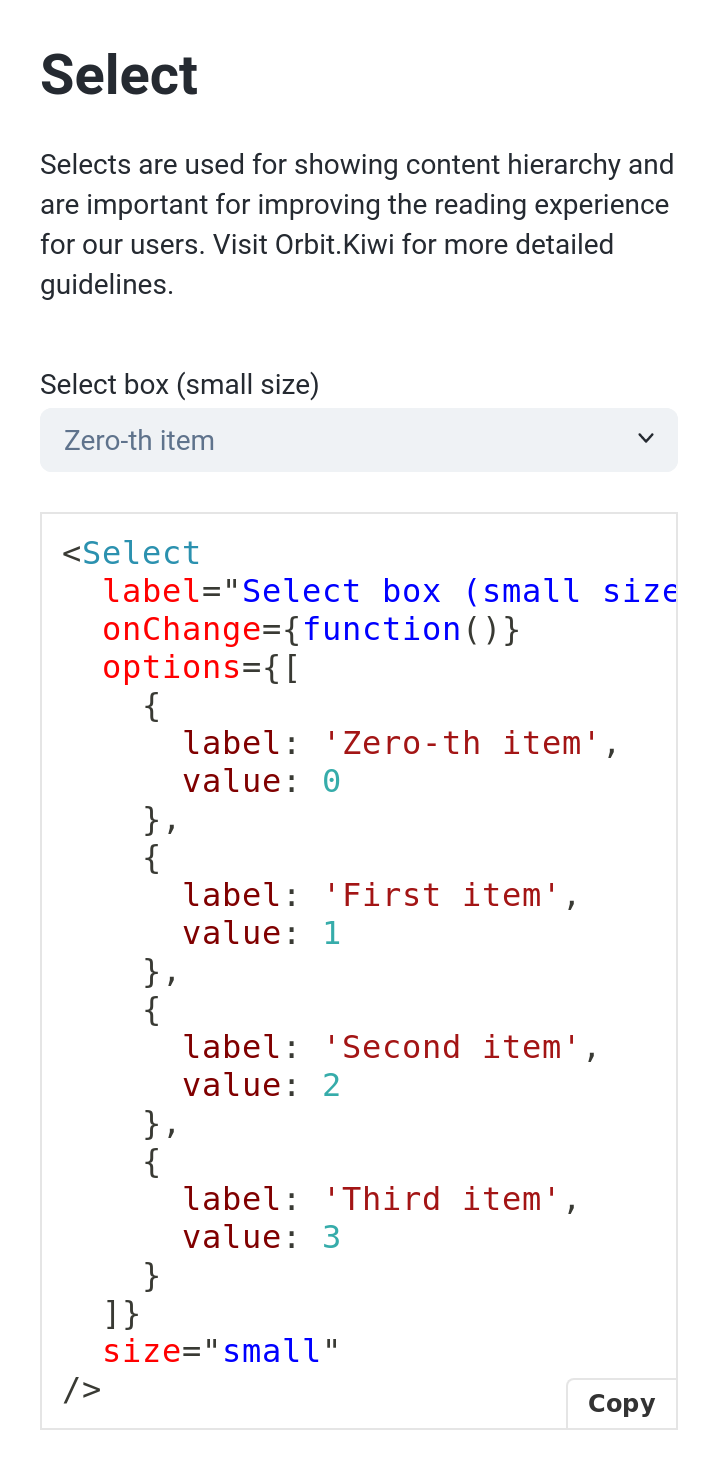 Select
Selects are used for showing content hierarchy and
are important for improving the reading experience
for our users. Visit Orbit.Kiwi for more detailed
guidelines.
Select box (small size)
Zero-th item
<Select
  label="Select box (small size
  onChange={function()}
  options={[
    {
      label: 'Zero-th item',
      value: 0
    },
    {
      label: 'First item',
      value: 1
    },
    {
      label: 'Second item',
      value: 2
    },
    {
      label: 'Third item',
      value: 3
    }
  ]}
  size="small"
/>
Copy